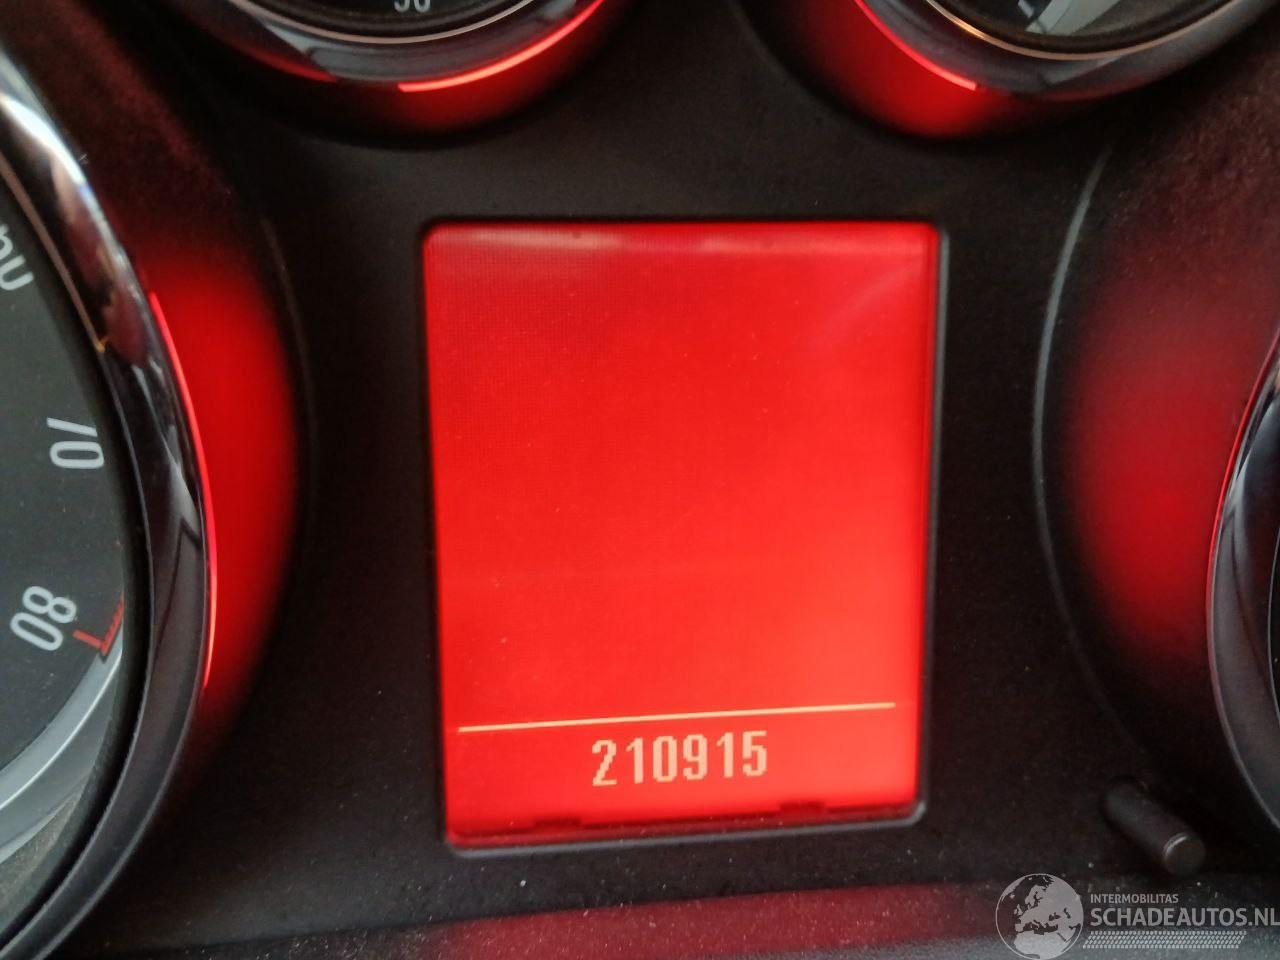 70
80
210915
INTERMOBILITAS
SCHADEAUTOS.NL